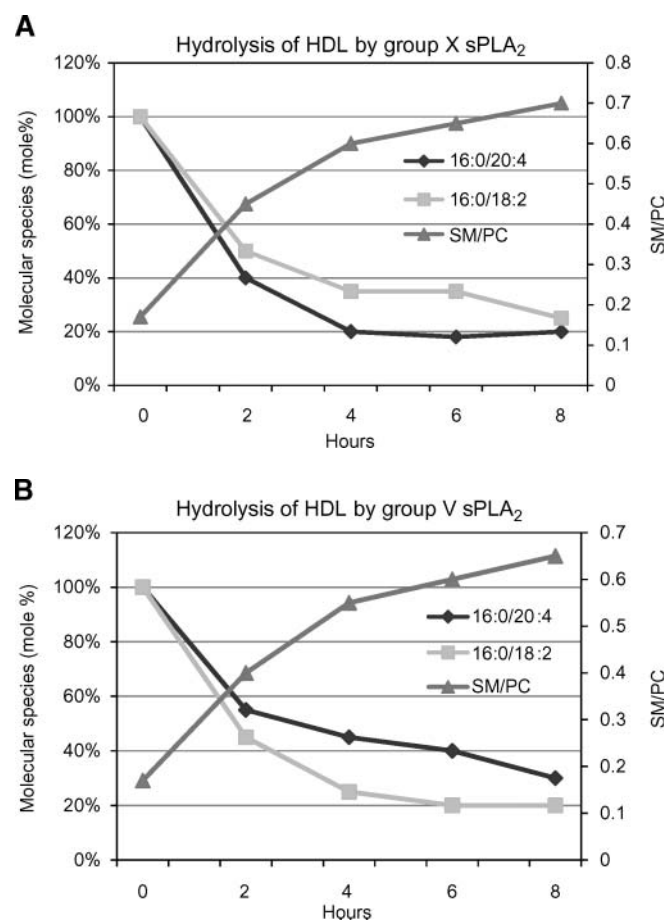 A
Hydrolysis of HDL by group X sPLA₂
120%
100%
80%
60%
40%
20%
0%
Molecular species (mole%)
0.8
0.7
0.6
0.5
0.4
0.3
0.2
0.1
0
SM/PC
16:0/20:4
16:0/18:2
SM/PC
0 2 4 6 8
Hours
B
Hydrolysis of HDL by group V sPLA₂
120%
100%
80%
60%
40%
20%
0%
Molecular species (mole %)
0.7
0.6
0.5
0.4
0.3
0.2
0.1
0
SM/PC
16:0/20:4
16:0/18:2
SM/PC
0 2 4 6 8
Hours